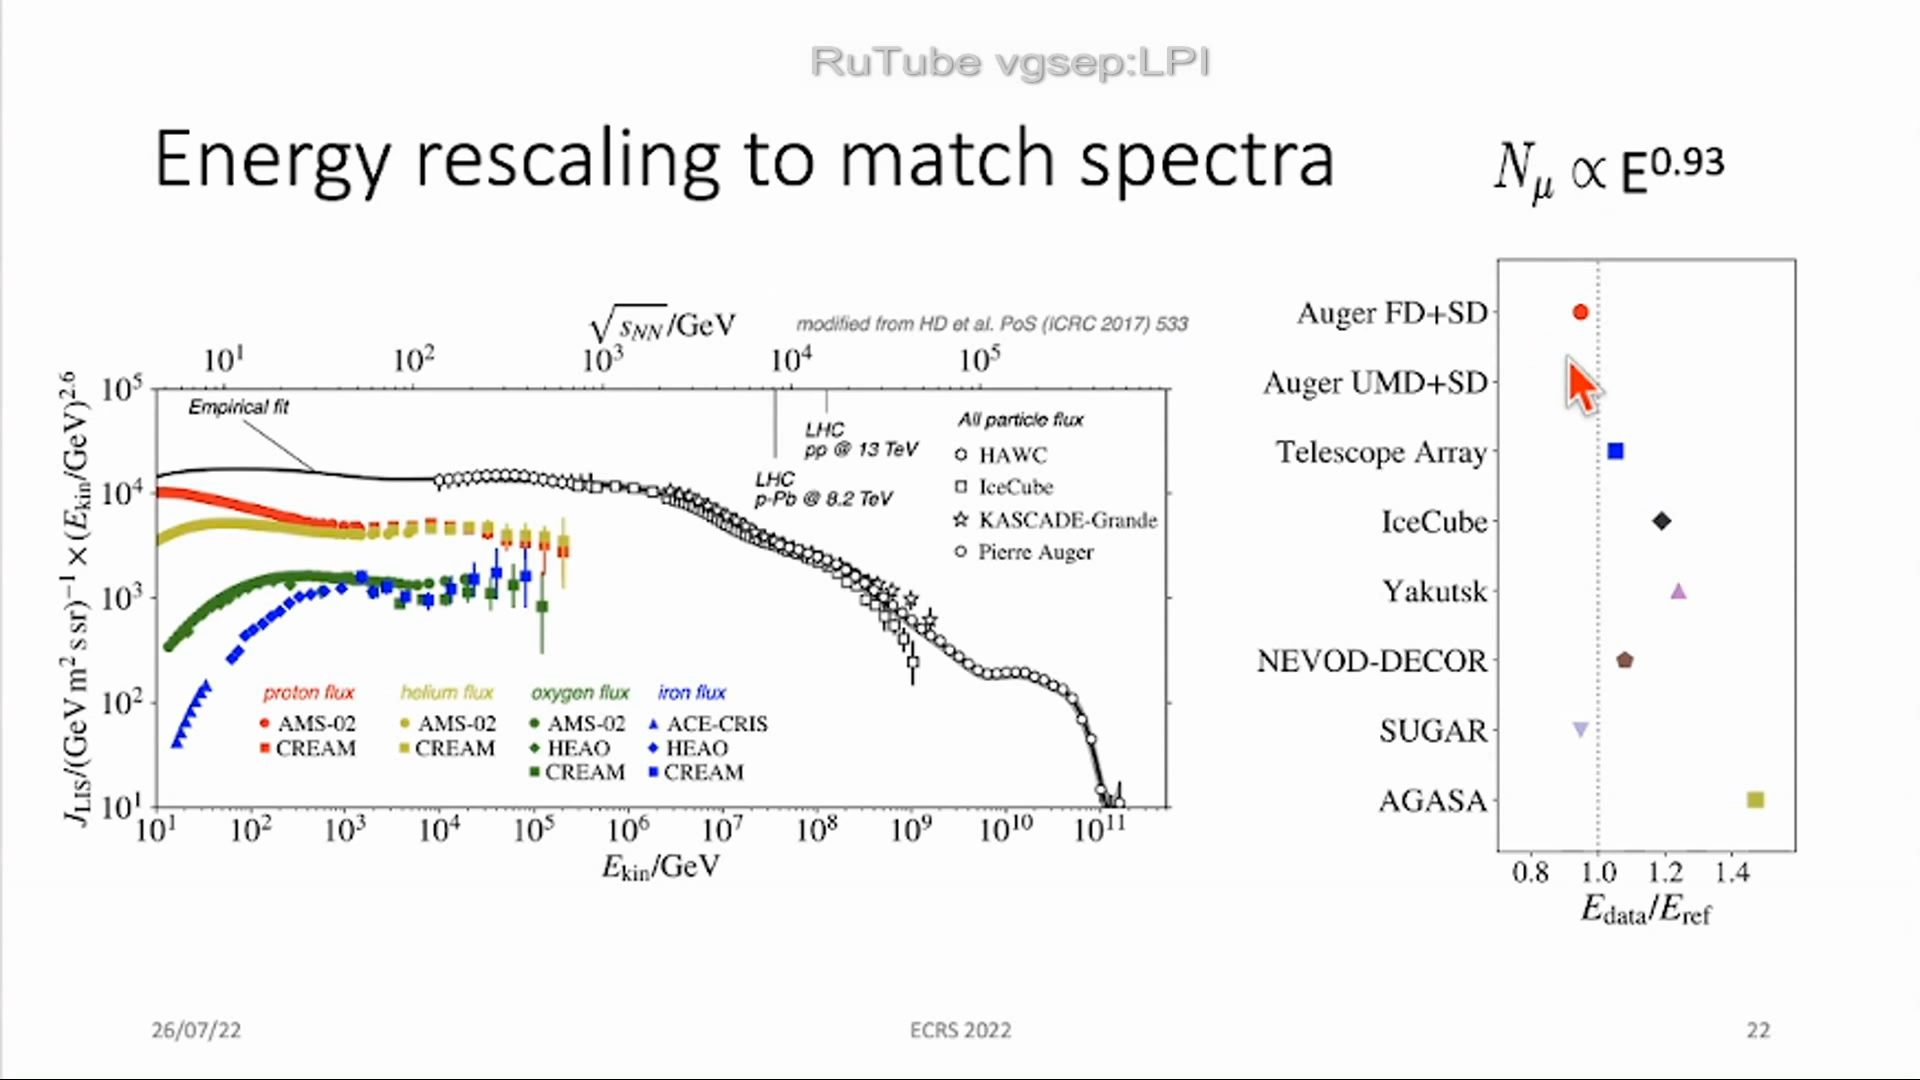 RuTube vgsep:LPI
Energy rescaling to match spectra
N_μ ∝ E^0.93
√s_NN/GeV
modified from HD et al. PoS (ICRC 2017) 533
10^1 10^2 10^3 10^4 10^5
J_LIS/(GeV m^2 s sr)^−1 × (E_kin/GeV)^2.6
10^5
10^4
10^3
10^2
10^1
Empirical fit
LHC
pp @ 13 TeV
LHC
p-Pb @ 8.2 TeV
All particle flux
HAWC
IceCube
KASCADE-Grande
Pierre Auger
proton flux
AMS-02
CREAM
helium flux
AMS-02
CREAM
oxygen flux
AMS-02
HEAO
CREAM
iron flux
ACE-CRIS
HEAO
CREAM
10^1 10^2 10^3 10^4 10^5 10^6 10^7 10^8 10^9 10^10 10^11
E_kin/GeV
Auger FD+SD
Auger UMD+SD
Telescope Array
IceCube
Yakutsk
NEVOD-DECOR
SUGAR
AGASA
0.8 1.0 1.2 1.4
E_data/E_ref
26/07/22
ECRS 2022
22